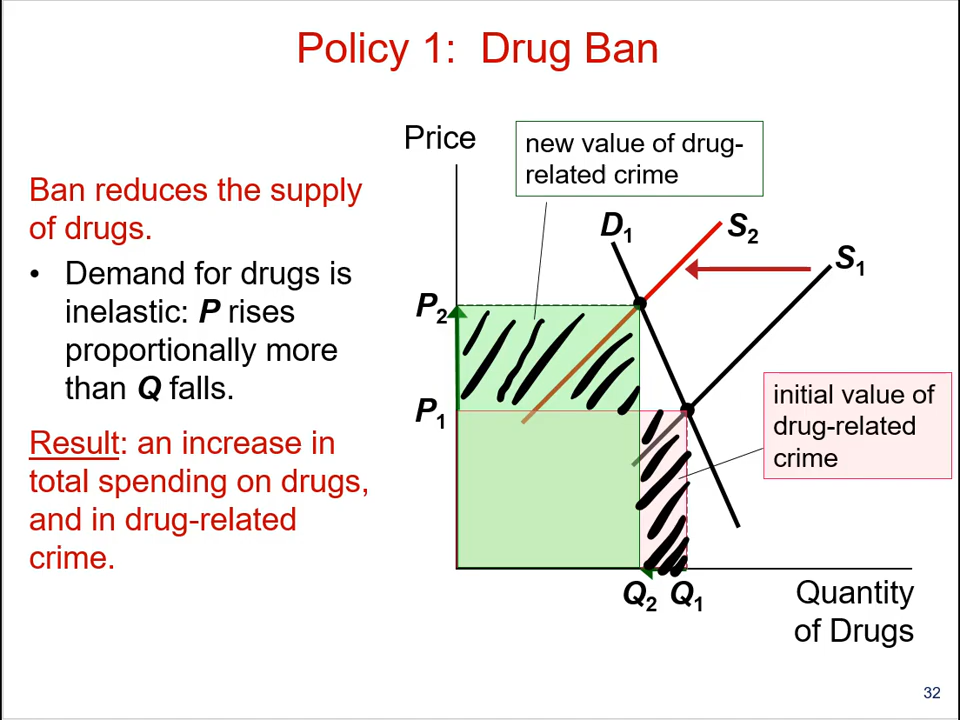 Policy 1:  Drug Ban
Ban reduces the supply
of drugs.
• Demand for drugs is
inelastic: P rises
proportionally more
than Q falls.
Result: an increase in
total spending on drugs,
and in drug-related
crime.
Price
new value of drug-
related crime
D1
S2
S1
P2
P1
initial value of
drug-related
crime
Q2
Q1
Quantity
of Drugs
32